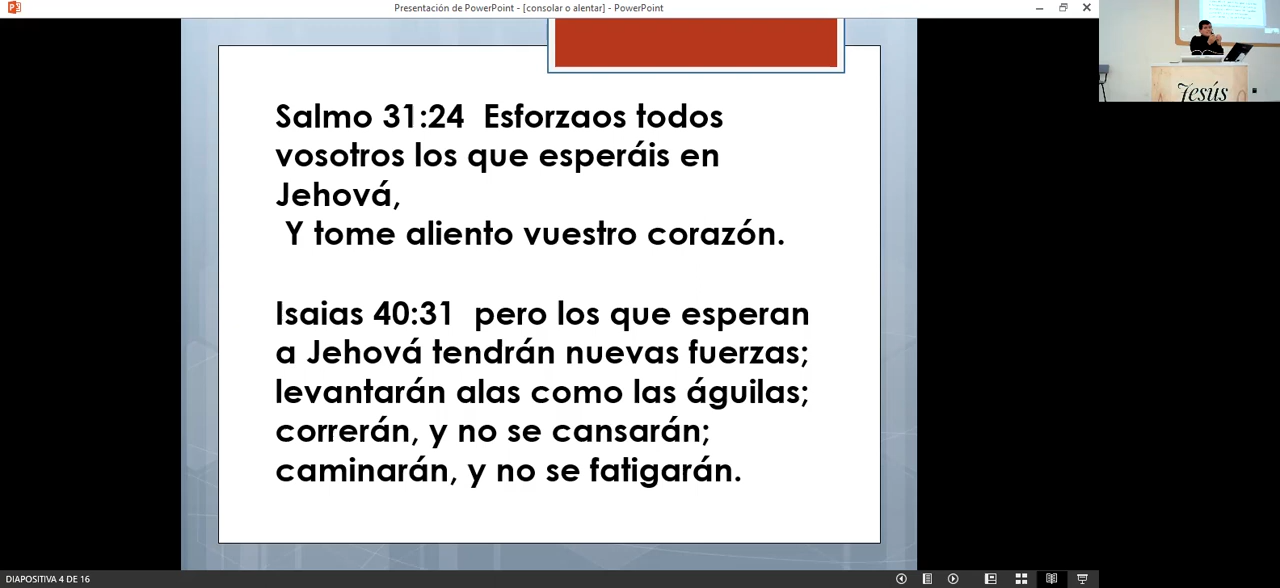 Presentación de PowerPoint - [consolar o alentar] - PowerPoint
Salmo 31:24  Esforzaos todos
vosotros los que esperáis en
Jehová,
Y tome aliento vuestro corazón.
Isaias 40:31  pero los que esperan
a Jehová tendrán nuevas fuerzas;
levantarán alas como las águilas;
correrán, y no se cansarán;
caminarán, y no se fatigarán.
Jesús
DIAPOSITIVA 4 DE 16